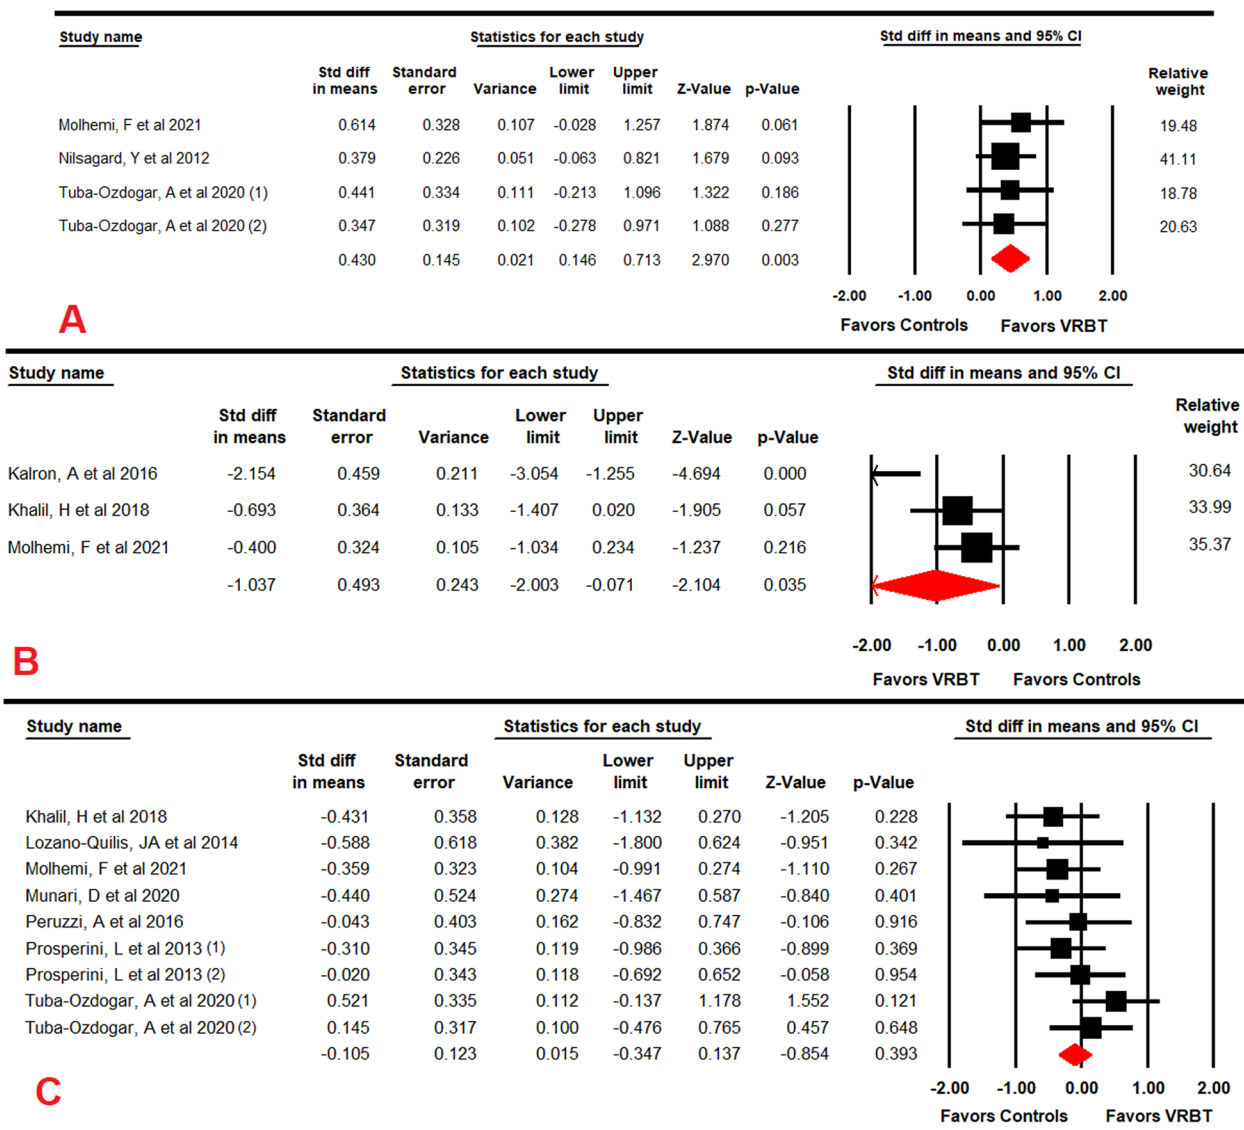 Study name Statistics for each study Std diff in means and 95% CI
Std diff Standard Lower Upper Relative
in means error Variance limit limit Z-Value p-Value weight
Molhemi, F et al 2021 0.614 0.328 0.107 -0.028 1.257 1.874 0.061 19.48
Nilsagard, Y et al 2012 0.379 0.226 0.051 -0.063 0.821 1.679 0.093 41.11
Tuba-Ozdogar, A et al 2020 (1) 0.441 0.334 0.111 -0.213 1.096 1.322 0.186 18.78
Tuba-Ozdogar, A et al 2020 (2) 0.347 0.319 0.102 -0.278 0.971 1.088 0.277 20.63
0.430 0.145 0.021 0.146 0.713 2.970 0.003
-2.00 -1.00 0.00 1.00 2.00
A Favors Controls Favors VRBT
Study name Statistics for each study Std diff in means and 95% CI
Std diff Standard Lower Upper Relative
in means error Variance limit limit Z-Value p-Value weight
Kalron, A et al 2016 -2.154 0.459 0.211 -3.054 -1.255 -4.694 0.000 30.64
Khalil, H et al 2018 -0.693 0.364 0.133 -1.407 0.020 -1.905 0.057 33.99
Molhemi, F et al 2021 -0.400 0.324 0.105 -1.034 0.234 -1.237 0.216 35.37
-1.037 0.493 0.243 -2.003 -0.071 -2.104 0.035
-2.00 -1.00 0.00 1.00 2.00
B Favors VRBT Favors Controls
Study name Statistics for each study Std diff in means and 95% CI
Std diff Standard Lower Upper
in means error Variance limit limit Z-Value p-Value
Khalil, H et al 2018 -0.431 0.358 0.128 -1.132 0.270 -1.205 0.228
Lozano-Quilis, JA et al 2014 -0.588 0.618 0.382 -1.800 0.624 -0.951 0.342
Molhemi, F et al 2021 -0.359 0.323 0.104 -0.991 0.274 -1.110 0.267
Munari, D et al 2020 -0.440 0.524 0.274 -1.467 0.587 -0.840 0.401
Peruzzi, A et al 2016 -0.043 0.403 0.162 -0.832 0.747 -0.106 0.916
Prosperini, L et al 2013 (1) -0.310 0.345 0.119 -0.986 0.366 -0.899 0.369
Prosperini, L et al 2013 (2) -0.020 0.343 0.118 -0.692 0.652 -0.058 0.954
Tuba-Ozdogar, A et al 2020 (1) 0.521 0.335 0.112 -0.137 1.178 1.552 0.121
Tuba-Ozdogar, A et al 2020 (2) 0.145 0.317 0.100 -0.476 0.765 0.457 0.648
-0.105 0.123 0.015 -0.347 0.137 -0.854 0.393
-2.00 -1.00 0.00 1.00 2.00
C Favors Controls Favors VRBT